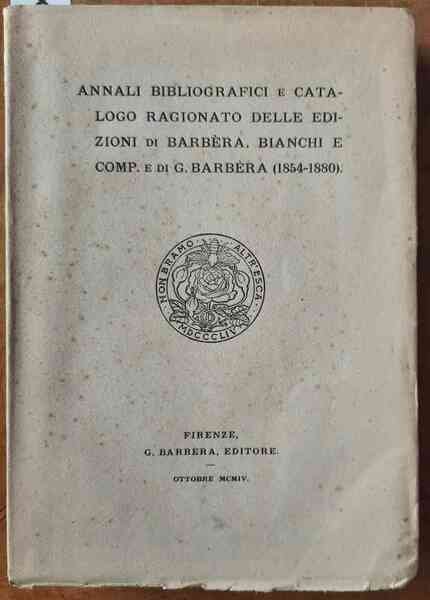 ANNALI BIBLIOGRAFICI E CATA-
LOGO RAGIONATO DELLE EDI-
ZIONI DI BARBÈRA, BIANCHI E
COMP. E DI G. BARBÈRA (1854-1880).
NON BRAMO ALTR'ESCA
MDCCCLIV
FIRENZE,
G. BARBÈRA, EDITORE.
OTTOBRE MCMIV.